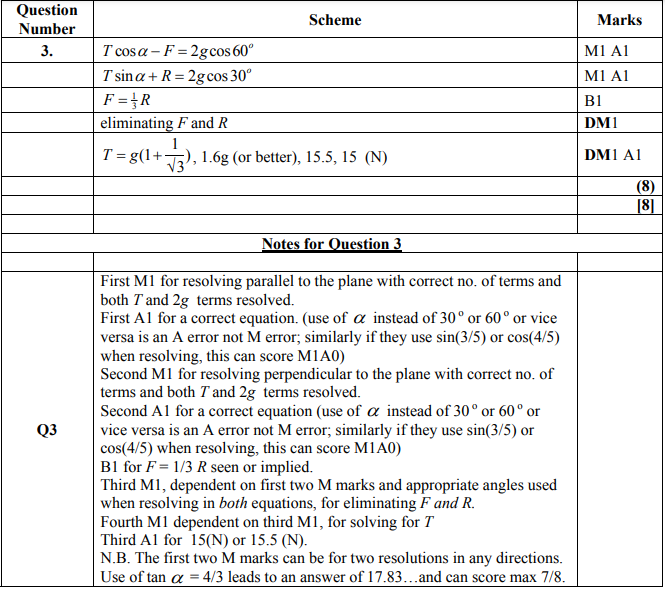 Question Number Scheme Marks
3. T cos α – F = 2g cos 60° M1 A1
T sin α + R = 2g cos 30° M1 A1
F = ⅓ R B1
eliminating F and R DM1
T = g(1 + 1/√3), 1.6g (or better), 15.5, 15 (N) DM1 A1
(8)
[8]
Notes for Question 3
First M1 for resolving parallel to the plane with correct no. of terms and
both T and 2g terms resolved.
First A1 for a correct equation. (use of α instead of 30° or 60° or vice
versa is an A error not M error; similarly if they use sin(3/5) or cos(4/5)
when resolving, this can score M1A0)
Second M1 for resolving perpendicular to the plane with correct no. of
terms and both T and 2g terms resolved.
Second A1 for a correct equation (use of α instead of 30° or 60° or
Q3 vice versa is an A error not M error; similarly if they use sin(3/5) or
cos(4/5) when resolving, this can score M1A0)
B1 for F = 1/3 R seen or implied.
Third M1, dependent on first two M marks and appropriate angles used
when resolving in both equations, for eliminating F and R.
Fourth M1 dependent on third M1, for solving for T
Third A1 for 15(N) or 15.5 (N).
N.B. The first two M marks can be for two resolutions in any directions.
Use of tan α = 4/3 leads to an answer of 17.83…and can score max 7/8.